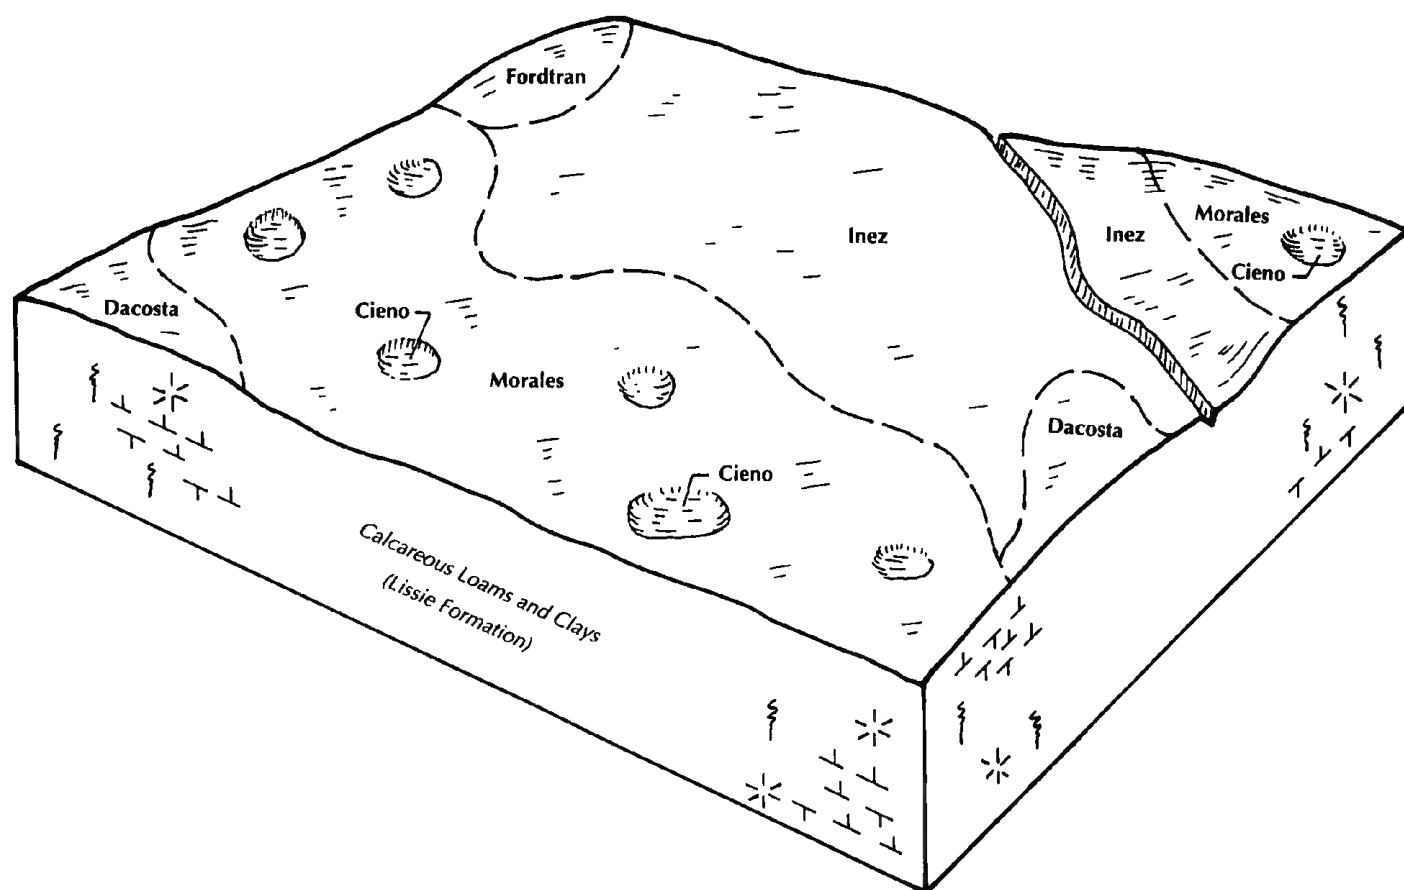 Fordtran
Inez
Inez
Morales
Cieno
Dacosta
Cieno
Morales
Dacosta
Cieno
Calcareous Loams and Clays
(Lissie Formation)